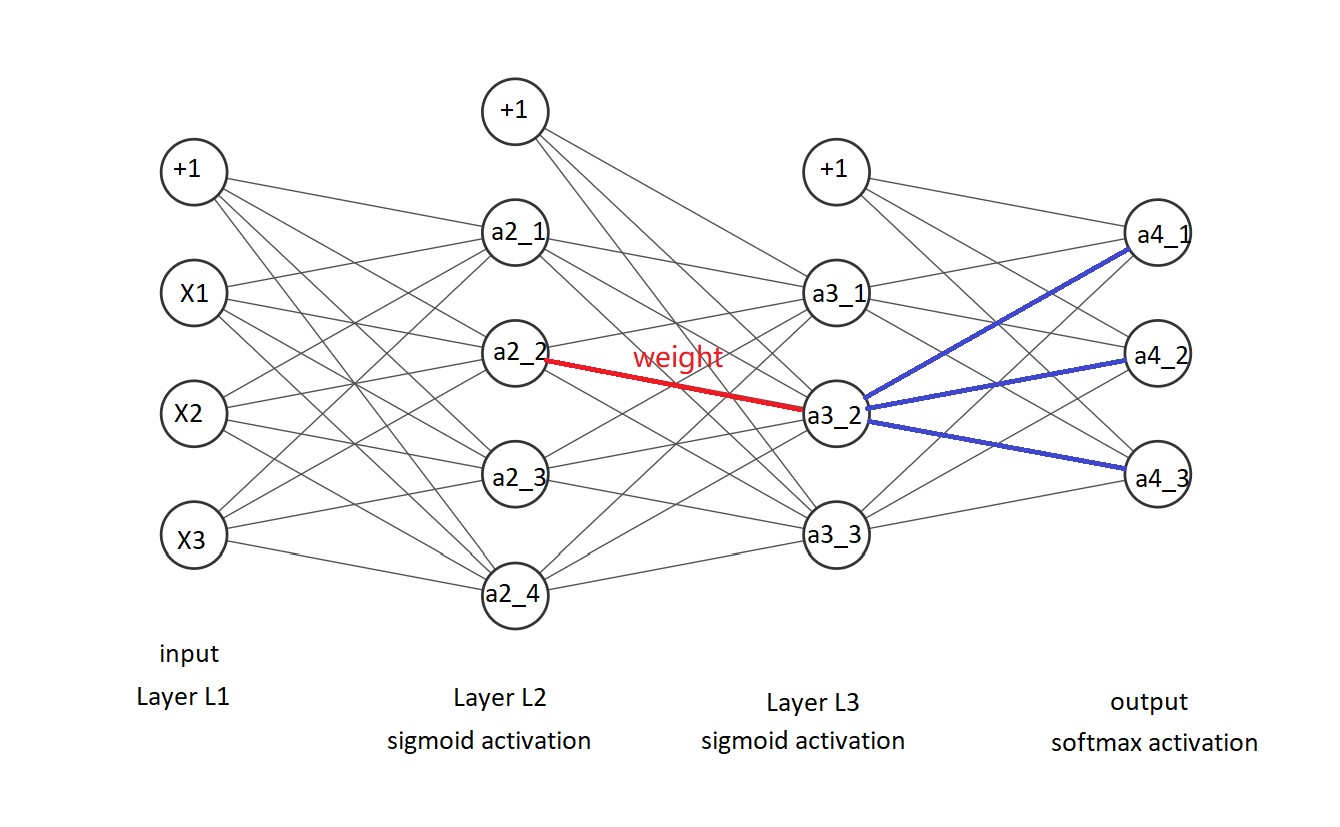 +1
X1
X2
X3
input
Layer L1
+1
a2_1
a2_2
a2_3
a2_4
Layer L2
sigmoid activation
weight
+1
a3_1
a3_2
a3_3
Layer L3
sigmoid activation
a4_1
a4_2
a4_3
output
softmax activation